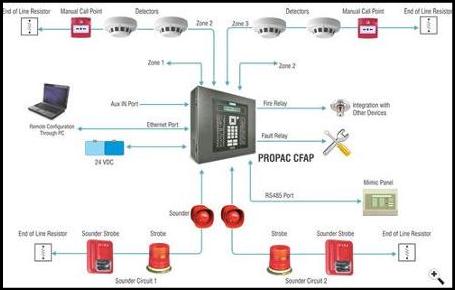 End of Line Resistor
Manual Call Point
Detectors
Zone 2
Zone 3
Detectors
Manual Call Point
End of Line Resistor
Zone 1
Zone 2
Aux IN Port
Fire Relay
Integration with
Other Devices
Ethernet Port
Remote Configuration
Through PC
Fault Relay
24 VDC
PROPAC CFAP
RS485 Port
Mimic Panel
Sounder
End of Line Resistor
Sounder Strobe
Strobe
Strobe
Sounder Strobe
End of Line Resistor
Sounder Circuit 1
Sounder Circuit 2